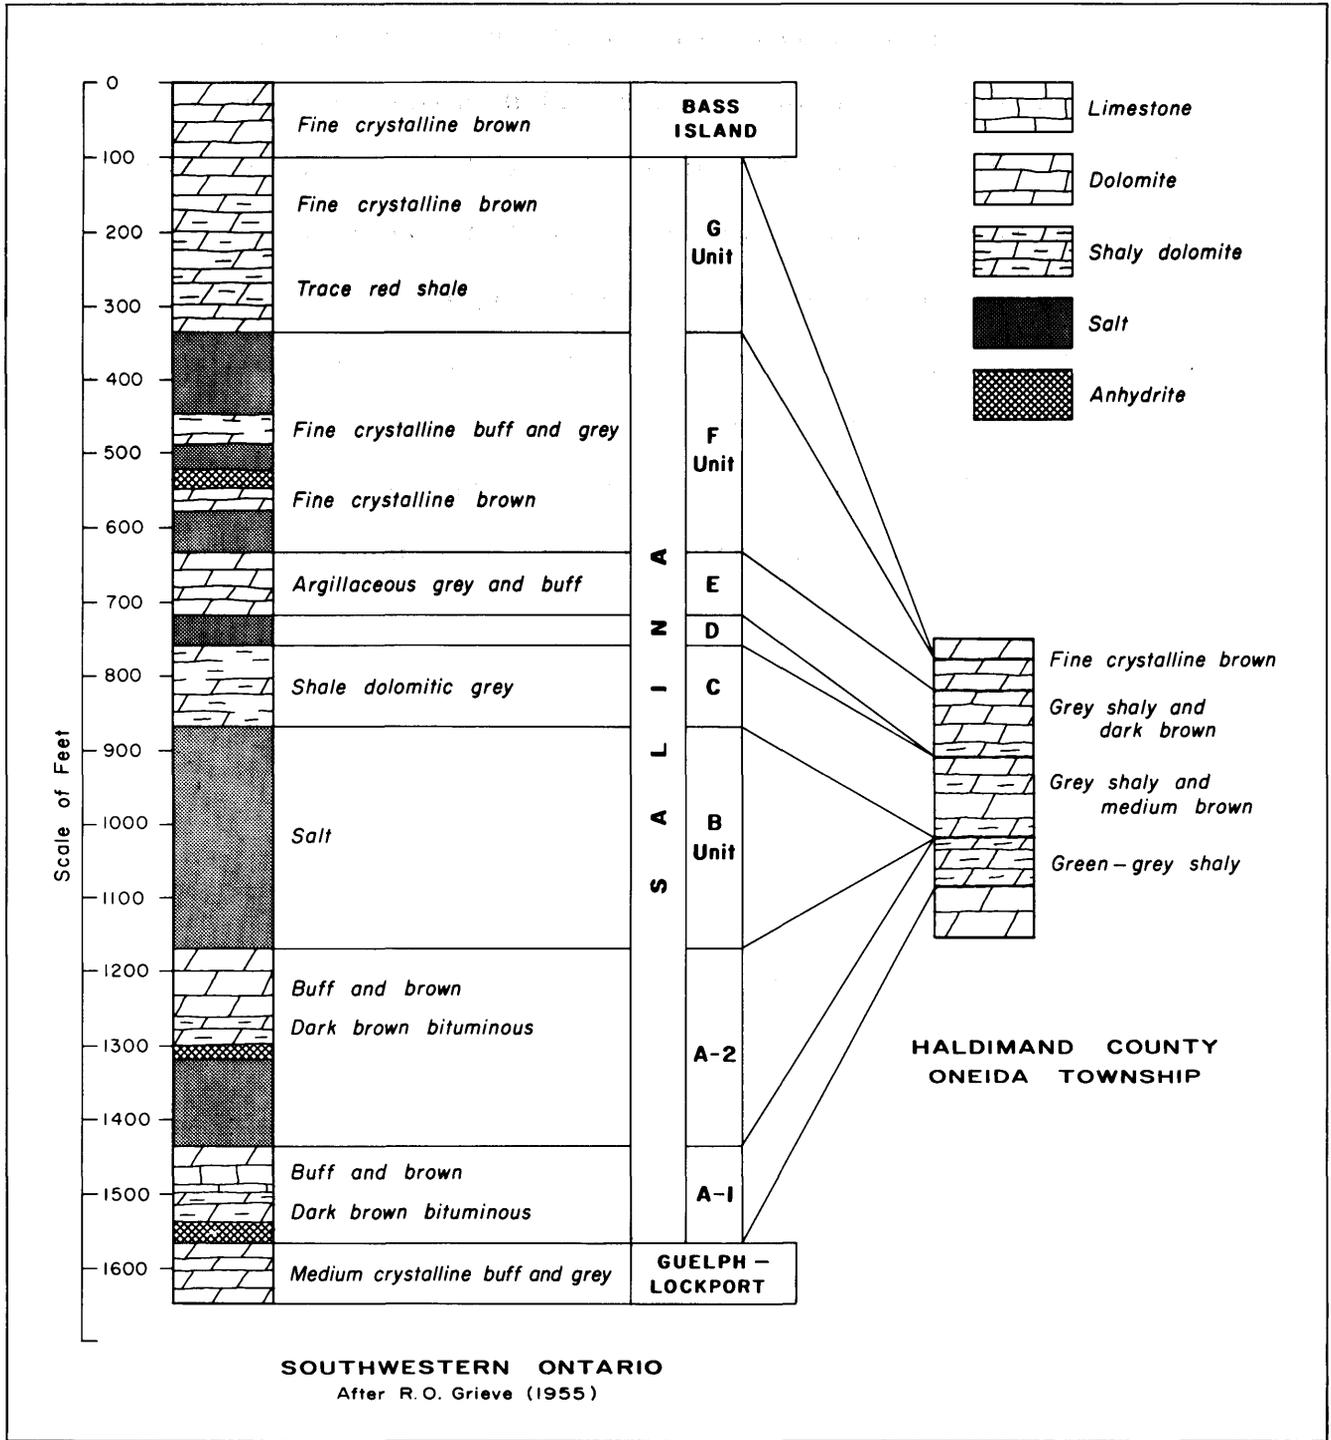 0
100
200
300
400
500
600
700
800
900
1000
1100
1200
1300
1400
1500
1600
Scale of Feet
Fine crystalline brown
Fine crystalline brown
Trace red shale
Fine crystalline buff and grey
Fine crystalline brown
Argillaceous grey and buff
Shale dolomitic grey
Salt
Buff and brown
Dark brown bituminous
Buff and brown
Dark brown bituminous
Medium crystalline buff and grey
BASS
ISLAND
SALINA
G
Unit
F
Unit
E
D
C
B
Unit
A-2
A-1
GUELPH –
LOCKPORT
Limestone
Dolomite
Shaly dolomite
Salt
Anhydrite
Fine crystalline brown
Grey shaly and
dark brown
Grey shaly and
medium brown
Green – grey shaly
HALDIMAND COUNTY
ONEIDA TOWNSHIP
SOUTHWESTERN ONTARIO
After R.O. Grieve (1955)